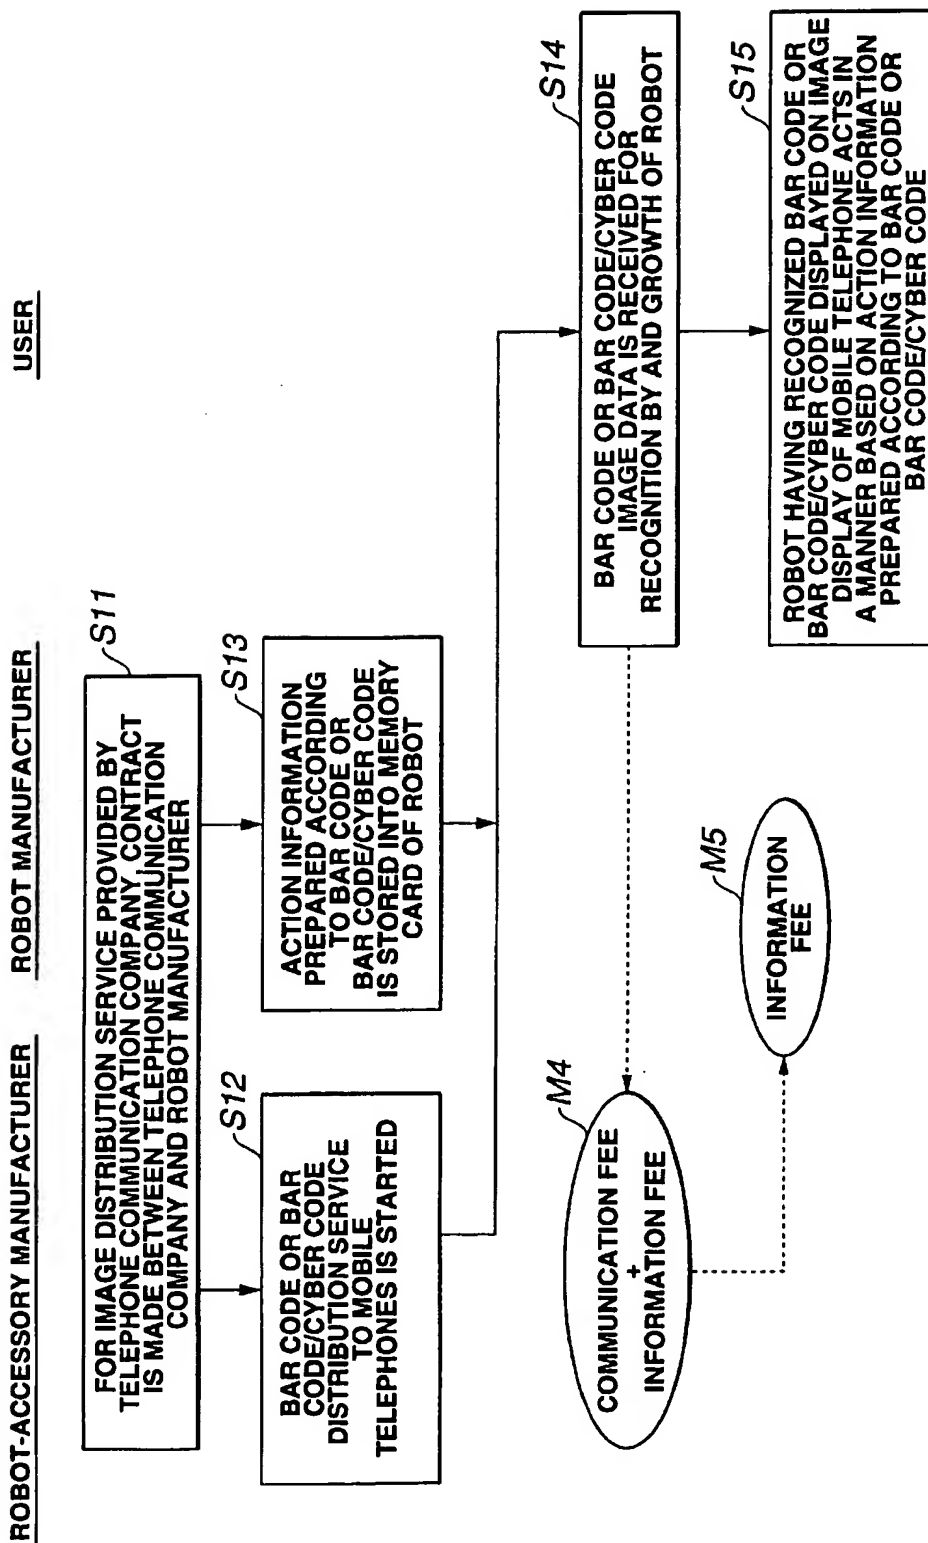 ROBOT-ACCESSORY MANUFACTURER
ROBOT MANUFACTURER
USER
S11
FOR IMAGE DISTRIBUTION SERVICE PROVIDED BY
TELEPHONE COMMUNICATION COMPANY, CONTRACT
IS MADE BETWEEN TELEPHONE COMMUNICATION
COMPANY AND ROBOT MANUFACTURER
S12
BAR CODE OR BAR
CODE/CYBER CODE
DISTRIBUTION SERVICE
TO MOBILE
TELEPHONES IS STARTED
S13
ACTION INFORMATION
PREPARED ACCORDING
TO BAR CODE OR
BAR CODE/CYBER CODE
IS STORED INTO MEMORY
CARD OF ROBOT
S14
BAR CODE OR BAR CODE/CYBER CODE
IMAGE DATA IS RECEIVED FOR
RECOGNITION BY AND GROWTH OF ROBOT
M4
COMMUNICATION FEE
+
INFORMATION FEE
M5
INFORMATION
FEE
S15
ROBOT HAVING RECOGNIZED BAR CODE OR
BAR CODE/CYBER CODE DISPLAYED ON IMAGE
DISPLAY OF MOBILE TELEPHONE ACTS IN
A MANNER BASED ON ACTION INFORMATION
PREPARED ACCORDING TO BAR CODE OR
BAR CODE/CYBER CODE